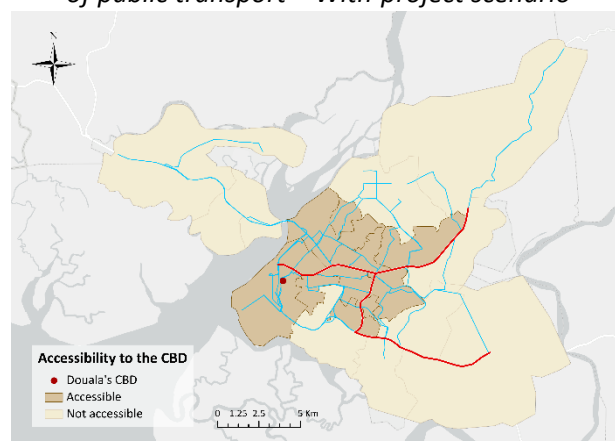 of public transport – With project scenario
N
Accessibility to the CBD
Douala's CBD
Accessible
Not accessible
0 1.25 2.5 5 Km